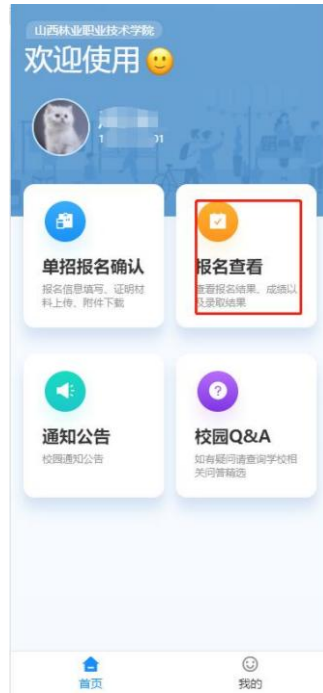 山西林业职业技术学院
欢迎使用
单招报名确认
报名信息填写、证明材
料上传、附件下载
报名查看
查看报名结果、成绩以
及录取结果
通知公告
校园通知公告
校园Q&A
如有疑问请查询学校相
关问答精选
首页
我的